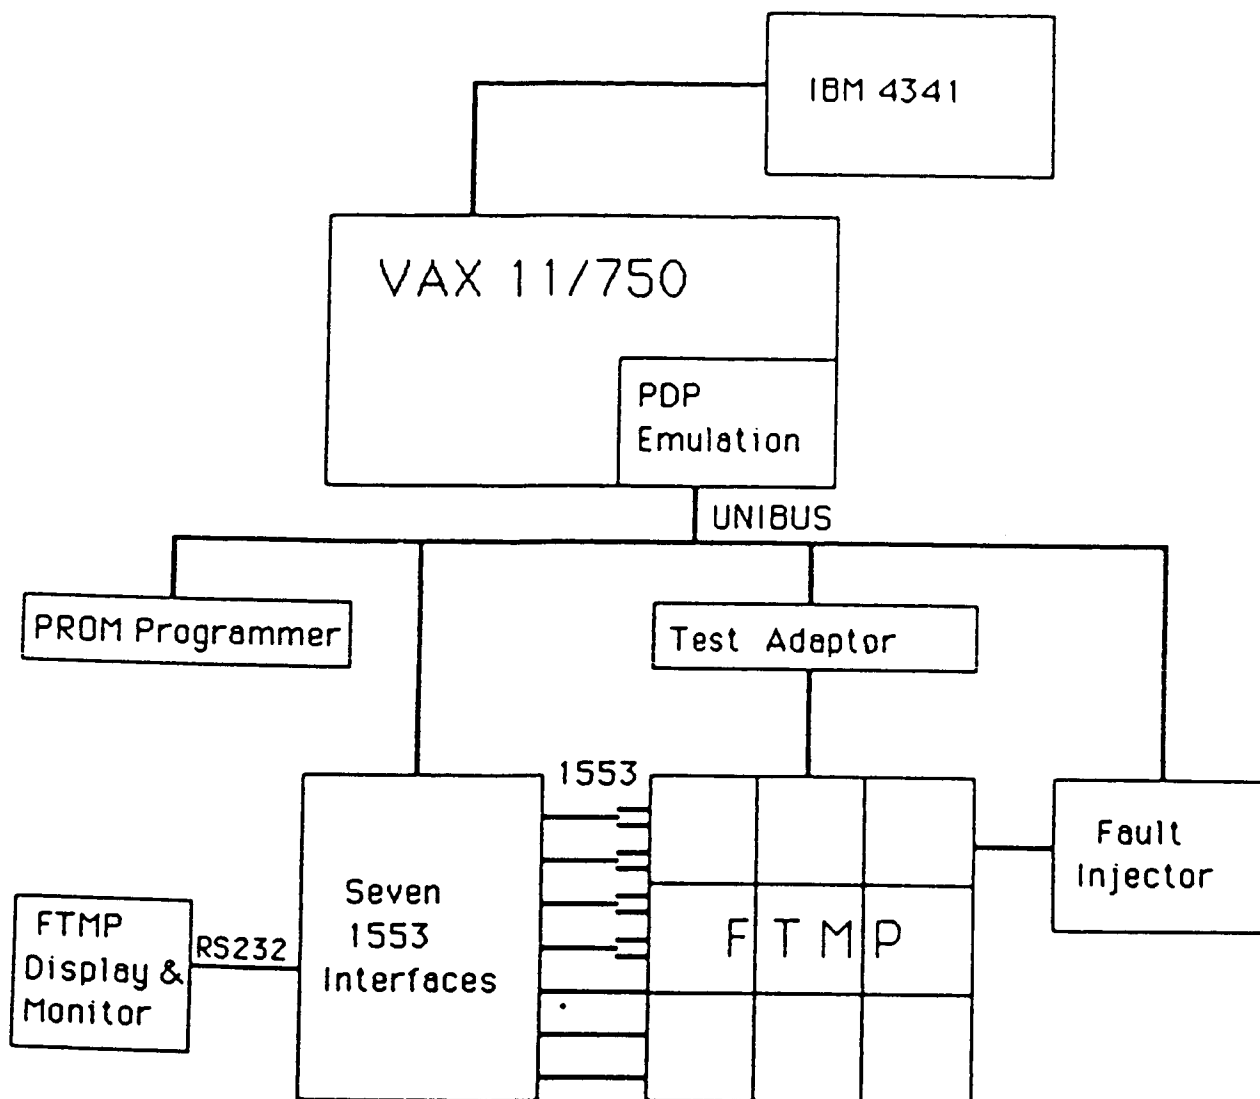 IBM 4341
VAX 11/750
PDP
Emulation
UNIBUS
PROM Programmer
Test Adaptor
1553
Fault
Injector
Seven
1553
Interfaces
FTMP
FTMP
Display &
Monitor
RS232